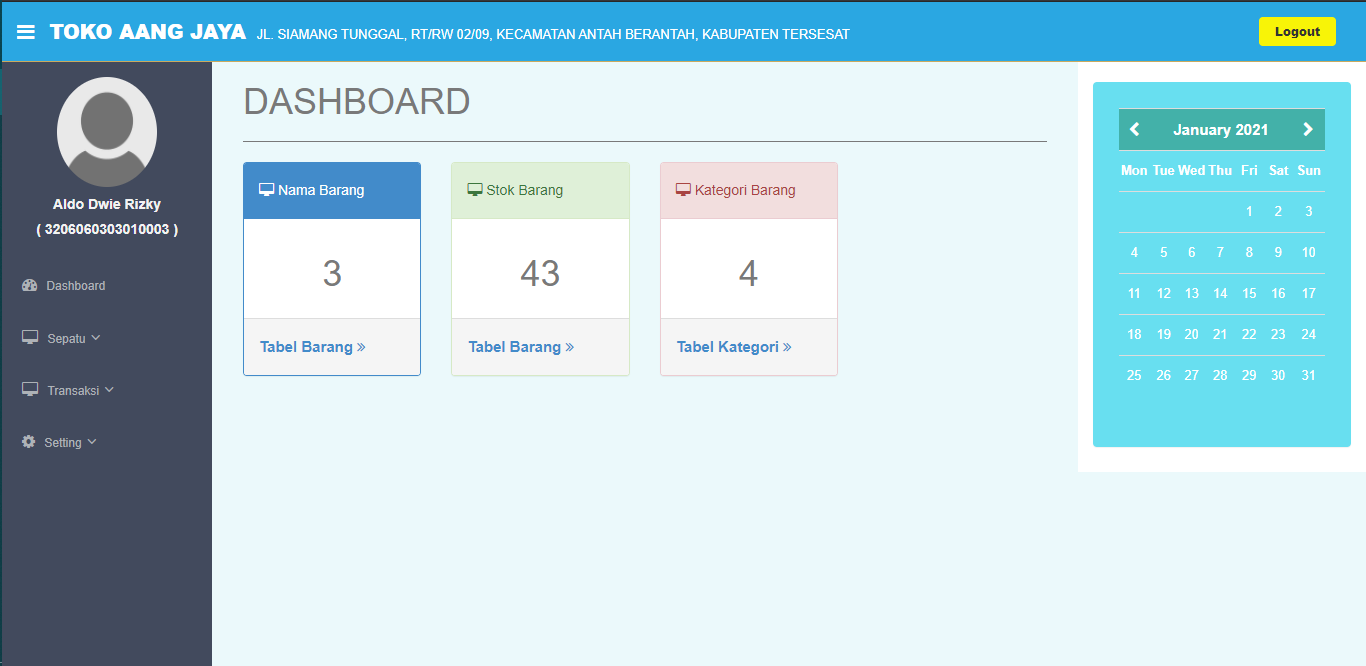 TOKO AANG JAYA JL. SIAMANG TUNGGAL, RT/RW 02/09, KECAMATAN ANTAH BERANTAH, KABUPATEN TERSESAT
Logout
Aldo Dwie Rizky
( 3206060303010003 )
Dashboard
Sepatu
Transaksi
Setting
DASHBOARD
Nama Barang
3
Tabel Barang »
Stok Barang
43
Tabel Barang »
Kategori Barang
4
Tabel Kategori »
January 2021
Mon Tue Wed Thu Fri Sat Sun
1 2 3
4 5 6 7 8 9 10
11 12 13 14 15 16 17
18 19 20 21 22 23 24
25 26 27 28 29 30 31